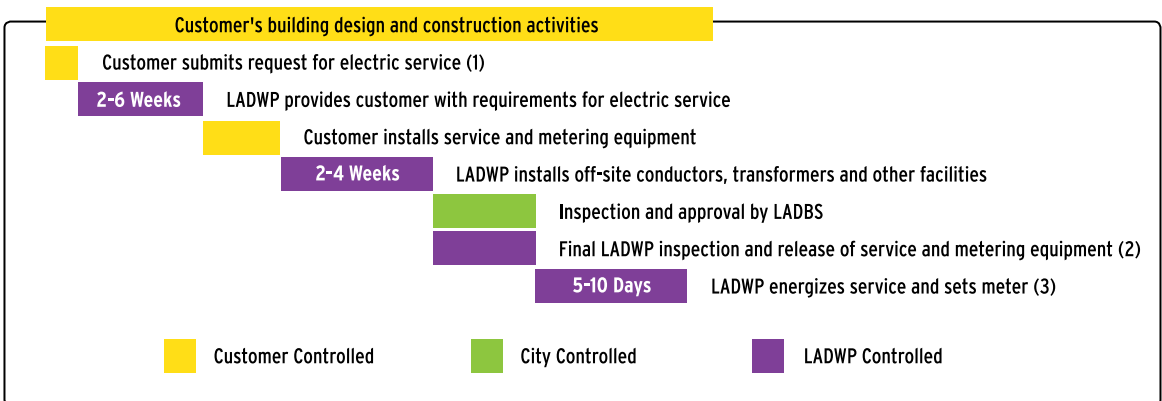 Customer's building design and construction activities
Customer submits request for electric service (1)
2-6 Weeks LADWP provides customer with requirements for electric service
Customer installs service and metering equipment
2-4 Weeks LADWP installs off-site conductors, transformers and other facilities
Inspection and approval by LADBS
Final LADWP inspection and release of service and metering equipment (2)
5-10 Days LADWP energizes service and sets meter (3)
Customer Controlled City Controlled LADWP Controlled